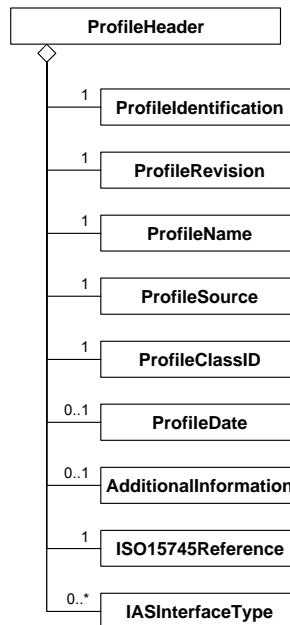 ProfileHeader
1
ProfileIdentification
1
ProfileRevision
1
ProfileName
1
ProfileSource
1
ProfileClassID
0..1
ProfileDate
0..1
AdditionalInformation
1
ISO15745Reference
0..*
IASInterfaceType